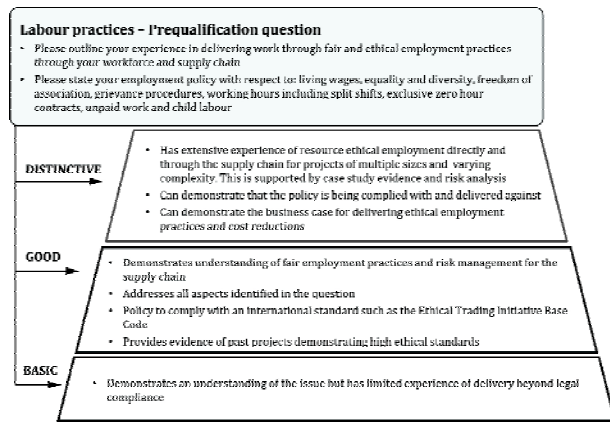 Labour practices – Prequalification question
• Please outline your experience in delivering work through fair and ethical employment practices
through your workforce and supply chain
• Please state your employment policy with respect to: living wages, equality and diversity, freedom of
association, grievance procedures, working hours including split shifts, exclusive zero hour
contracts, unpaid work and child labour
DISTINCTIVE
• Has extensive experience of resource ethical employment directly and
through the supply chain for projects of multiple sizes and varying
complexity. This is supported by case study evidence and risk analysis
• Can demonstrate that the policy is being complied with and delivered against
• Can demonstrate the business case for delivering ethical employment
practices and cost reductions
GOOD
• Demonstrates understanding of fair employment practices and risk management for the
supply chain
• Addresses all aspects identified in the question
• Policy to comply with an international standard such as the Ethical Trading Initiative Base
Code
• Provides evidence of past projects demonstrating high ethical standards
BASIC
• Demonstrates an understanding of the issue but has limited experience of delivery beyond legal
compliance